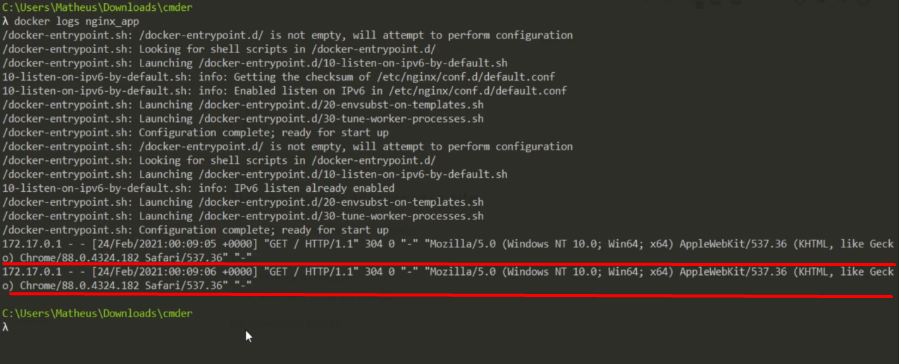 C:\Users\Matheus\Downloads\cmder
λ docker logs nginx_app
/docker-entrypoint.sh: /docker-entrypoint.d/ is not empty, will attempt to perform configuration
/docker-entrypoint.sh: Looking for shell scripts in /docker-entrypoint.d/
/docker-entrypoint.sh: Launching /docker-entrypoint.d/10-listen-on-ipv6-by-default.sh
10-listen-on-ipv6-by-default.sh: info: Getting the checksum of /etc/nginx/conf.d/default.conf
10-listen-on-ipv6-by-default.sh: info: Enabled listen on IPv6 in /etc/nginx/conf.d/default.conf
/docker-entrypoint.sh: Launching /docker-entrypoint.d/20-envsubst-on-templates.sh
/docker-entrypoint.sh: Launching /docker-entrypoint.d/30-tune-worker-processes.sh
/docker-entrypoint.sh: Configuration complete; ready for start up
/docker-entrypoint.sh: /docker-entrypoint.d/ is not empty, will attempt to perform configuration
/docker-entrypoint.sh: Looking for shell scripts in /docker-entrypoint.d/
/docker-entrypoint.sh: Launching /docker-entrypoint.d/10-listen-on-ipv6-by-default.sh
10-listen-on-ipv6-by-default.sh: info: IPv6 listen already enabled
/docker-entrypoint.sh: Launching /docker-entrypoint.d/20-envsubst-on-templates.sh
/docker-entrypoint.sh: Launching /docker-entrypoint.d/30-tune-worker-processes.sh
/docker-entrypoint.sh: Configuration complete; ready for start up
172.17.0.1 - - [24/Feb/2021:00:09:05 +0000] "GET / HTTP/1.1" 304 0 "-" "Mozilla/5.0 (Windows NT 10.0; Win64; x64) AppleWebKit/537.36 (KHTML, like Geck
o) Chrome/88.0.4324.182 Safari/537.36" "-"
172.17.0.1 - - [24/Feb/2021:00:09:06 +0000] "GET / HTTP/1.1" 304 0 "-" "Mozilla/5.0 (Windows NT 10.0; Win64; x64) AppleWebKit/537.36 (KHTML, like Geck
o) Chrome/88.0.4324.182 Safari/537.36" "-"
C:\Users\Matheus\Downloads\cmder
λ